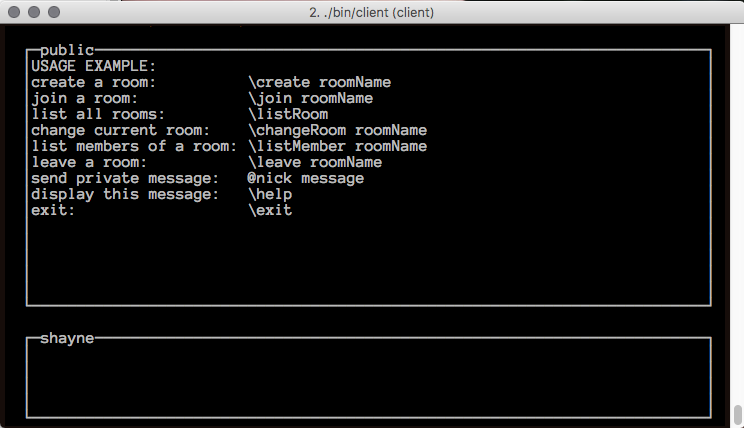 2. ./bin/client (client)
public
USAGE EXAMPLE:
create a room: \create roomName
join a room: \join roomName
list all rooms: \listRoom
change current room: \changeRoom roomName
list members of a room: \listMember roomName
leave a room: \leave roomName
send private message: @nick message
display this message: \help
exit: \exit
shayne